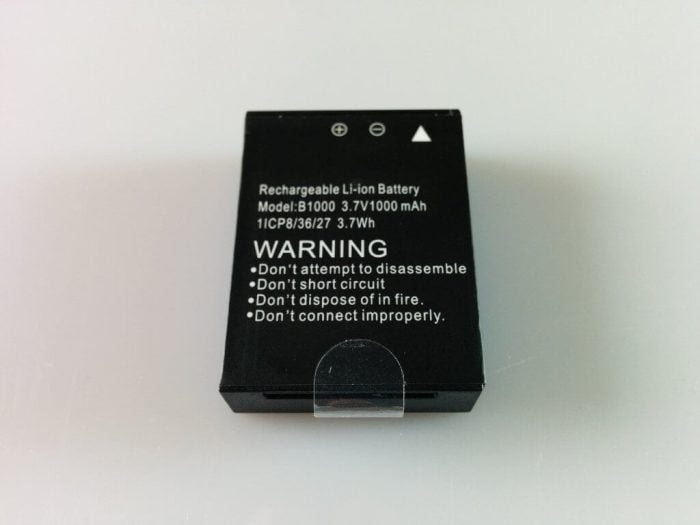 ⊕ ⊖
Rechargeable Li-ion Battery
Model:B1000 3.7V1000 mAh
1ICP8/36/27 3.7Wh
WARNING
•Don't attempt to disassemble
•Don't short circuit
•Don't dispose of in fire.
•Don't connect improperly.